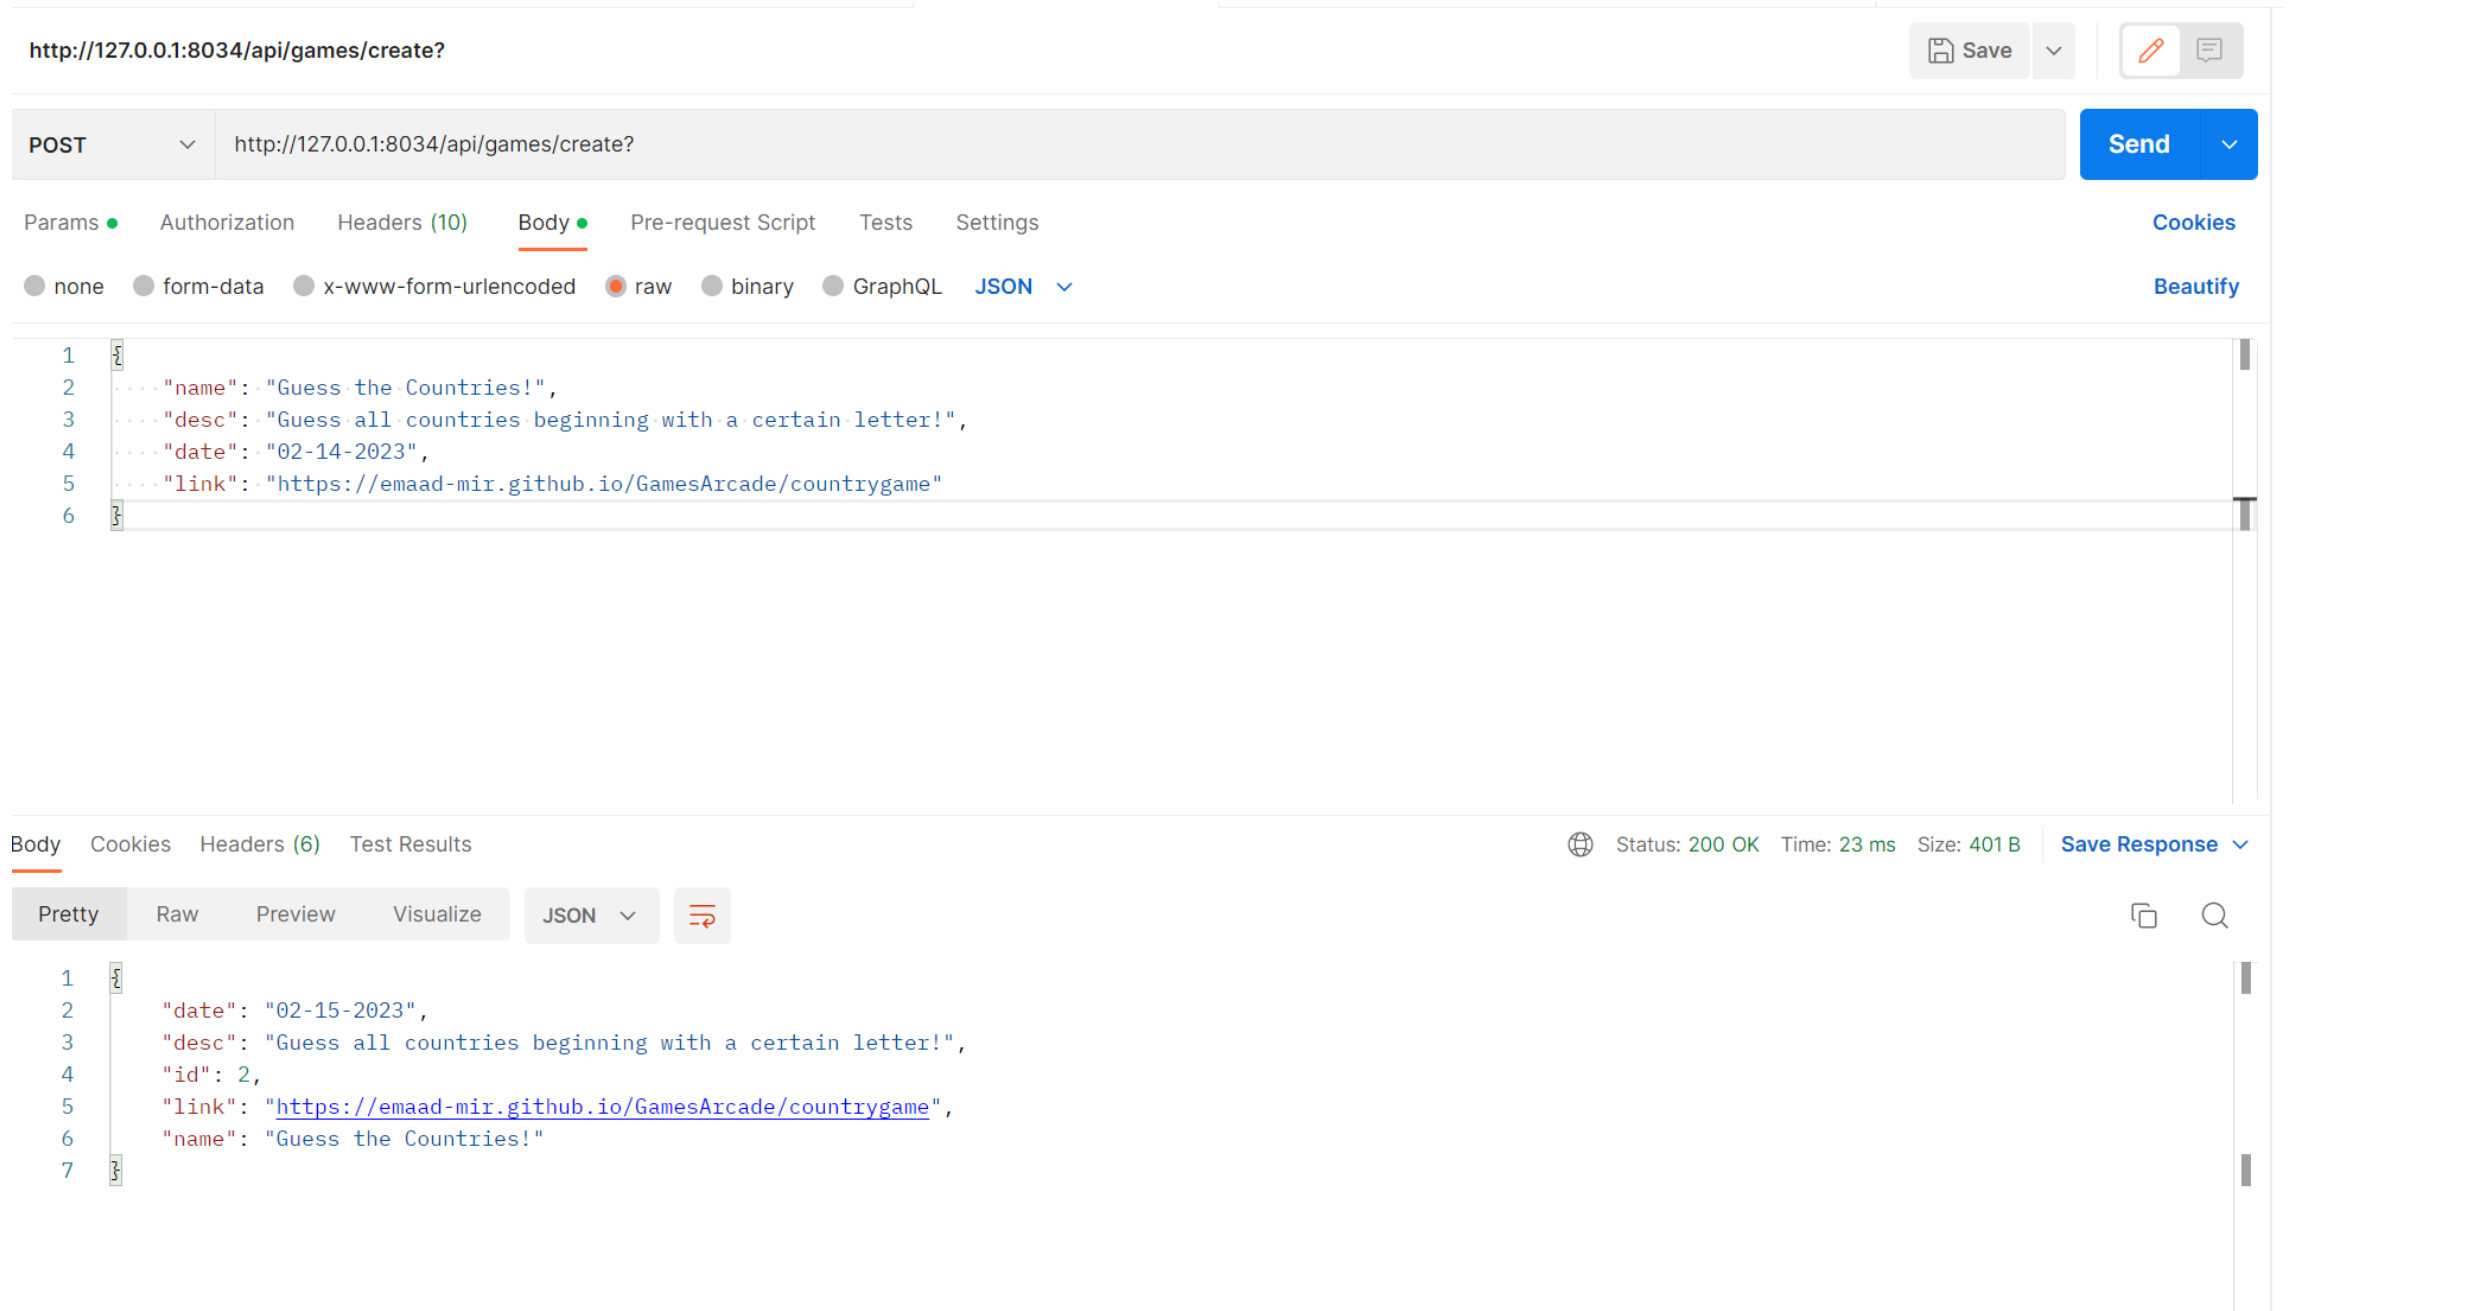 http://127.0.0.1:8034/api/games/create?
Save
POST http://127.0.0.1:8034/api/games/create? Send
Params Authorization Headers (10) Body Pre-request Script Tests Settings Cookies
none form-data x-www-form-urlencoded raw binary GraphQL JSON Beautify
1 {
2 "name": "Guess the Countries!",
3 "desc": "Guess all countries beginning with a certain letter!",
4 "date": "02-14-2023",
5 "link": "https://emaad-mir.github.io/GamesArcade/countrygame"
6 }
Body Cookies Headers (6) Test Results Status: 200 OK Time: 23 ms Size: 401 B Save Response
Pretty Raw Preview Visualize JSON
1 {
2 "date": "02-15-2023",
3 "desc": "Guess all countries beginning with a certain letter!",
4 "id": 2,
5 "link": "https://emaad-mir.github.io/GamesArcade/countrygame",
6 "name": "Guess the Countries!"
7 }